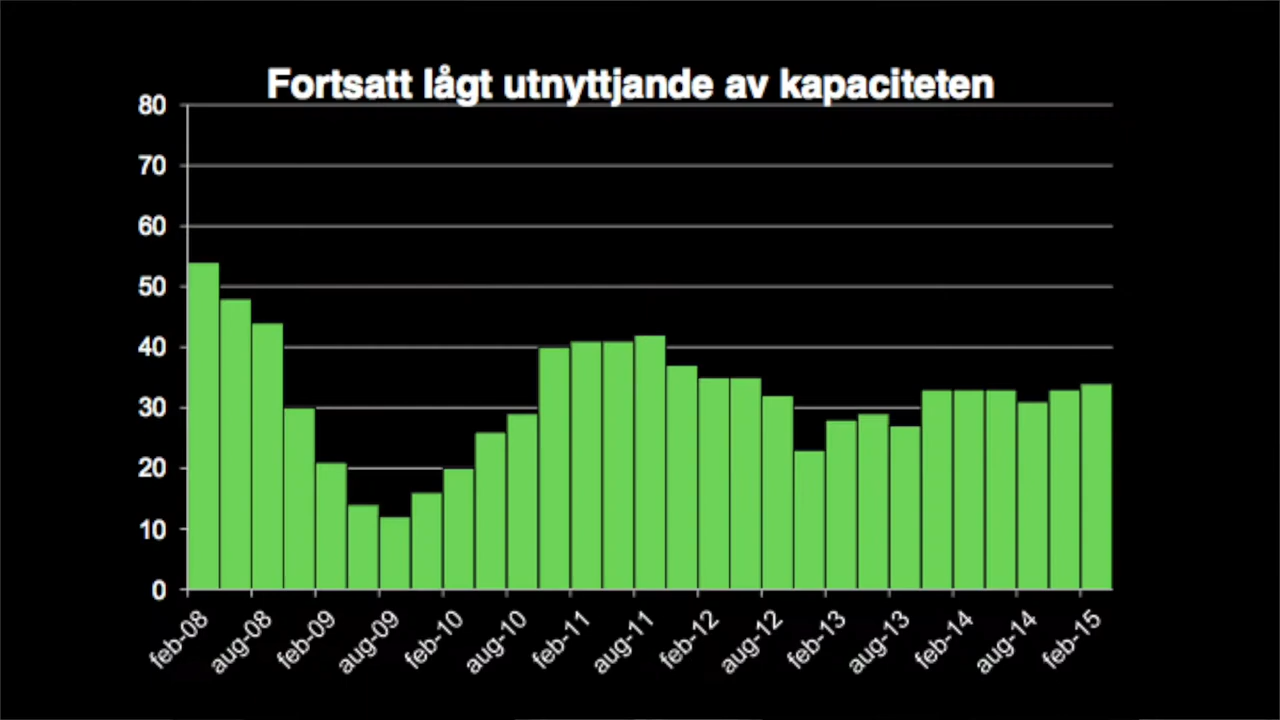 Fortsatt lågt utnyttjande av kapaciteten
80
70
60
50
40
30
20
10
0
feb-08
aug-08
feb-09
aug-09
feb-10
aug-10
feb-11
aug-11
feb-12
aug-12
feb-13
aug-13
feb-14
aug-14
feb-15